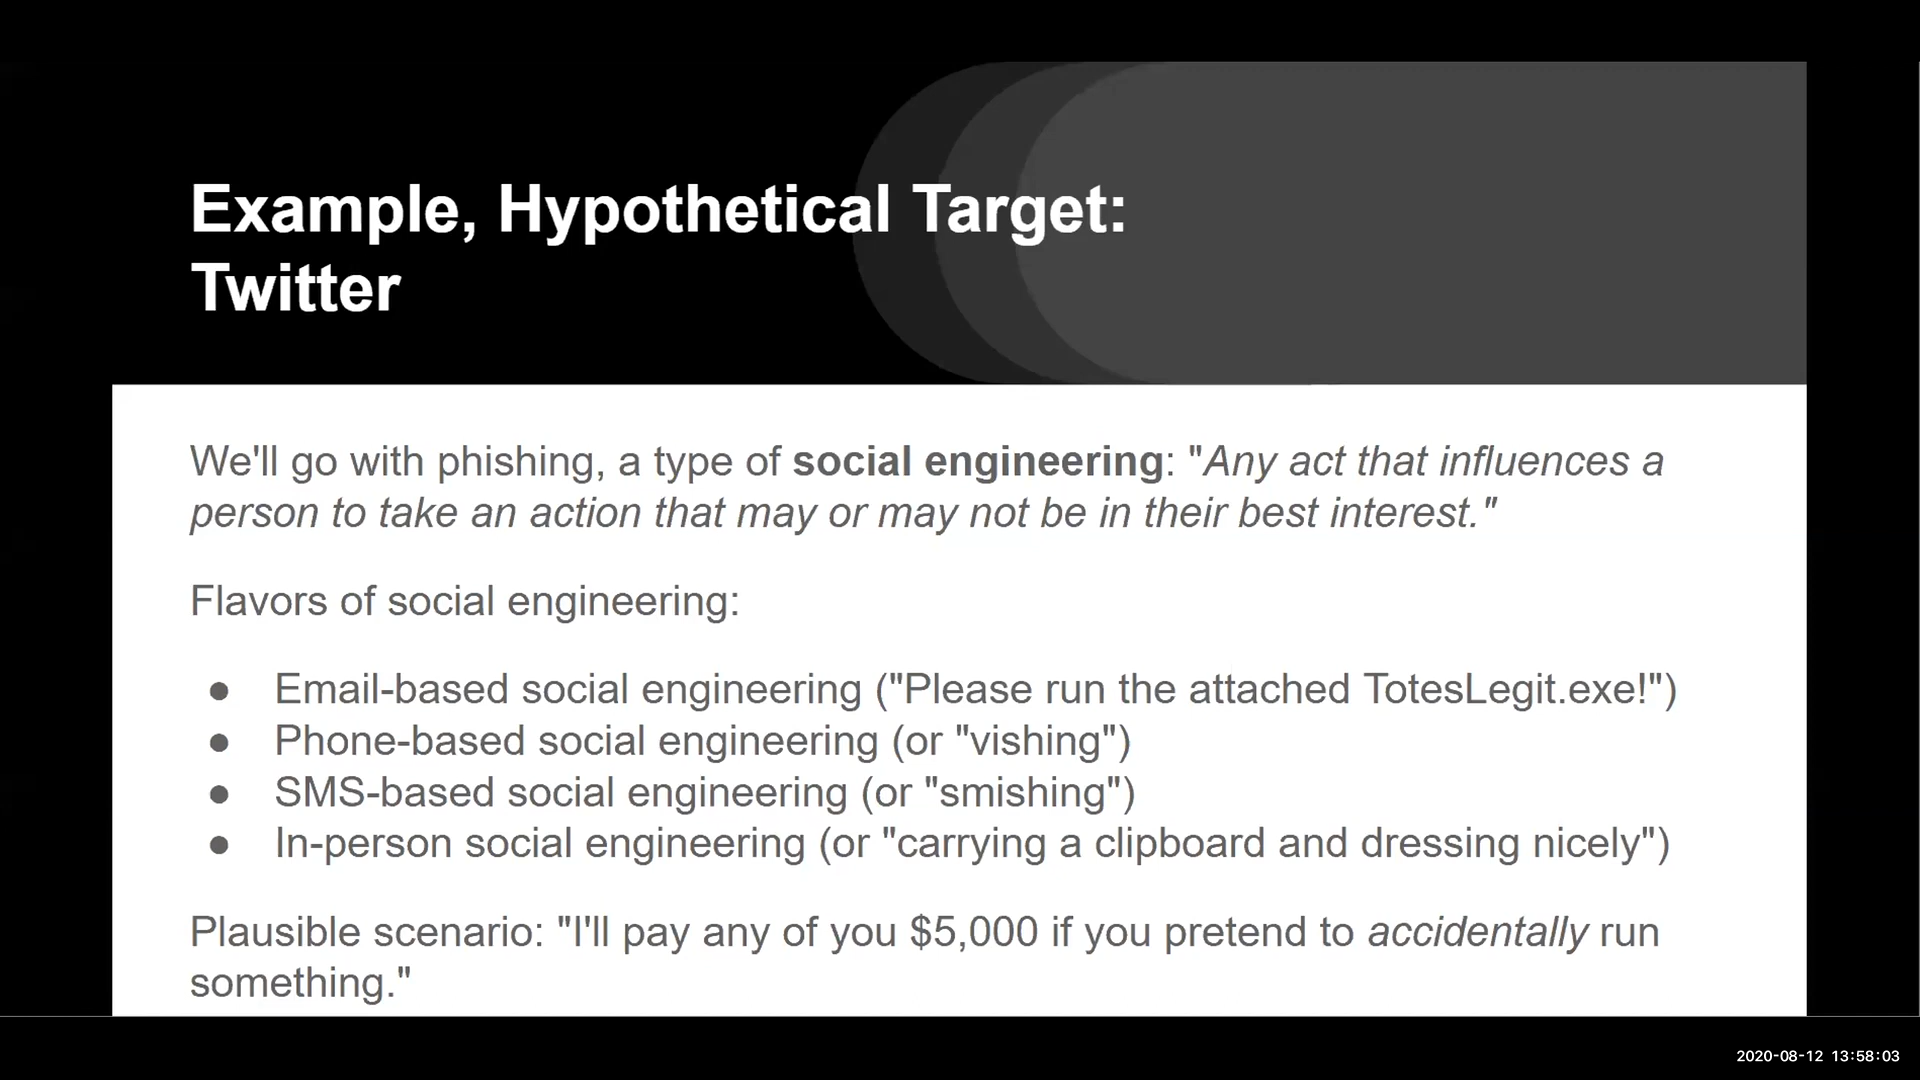 Example, Hypothetical Target:
Twitter
We'll go with phishing, a type of social engineering: "Any act that influences a
person to take an action that may or may not be in their best interest."
Flavors of social engineering:
● Email-based social engineering ("Please run the attached TotesLegit.exe!")
● Phone-based social engineering (or "vishing")
● SMS-based social engineering (or "smishing")
● In-person social engineering (or "carrying a clipboard and dressing nicely")
Plausible scenario: "I'll pay any of you $5,000 if you pretend to accidentally run
something."
2020-08-12 13:58:03